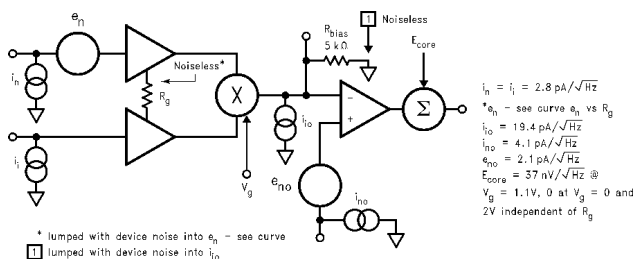 e_n
i_n
i_i
Noiseless*
R_g
X
V_g
i_io
R_bias
5 kΩ
1 Noiseless
E_core
−
+
Σ
e_no
i_no
i_n = i_i = 2.8 pA/√Hz
*e_n − see curve e_n vs R_g
i_io = 19.4 pA/√Hz
i_no = 4.1 pA/√Hz
e_no = 2.1 pA/√Hz
E_core = 37 nV/√Hz @
V_g = 1.1V, 0 at V_g = 0 and
2V independent of R_g
* lumped with device noise into e_n − see curve
1 lumped with device noise into i_io